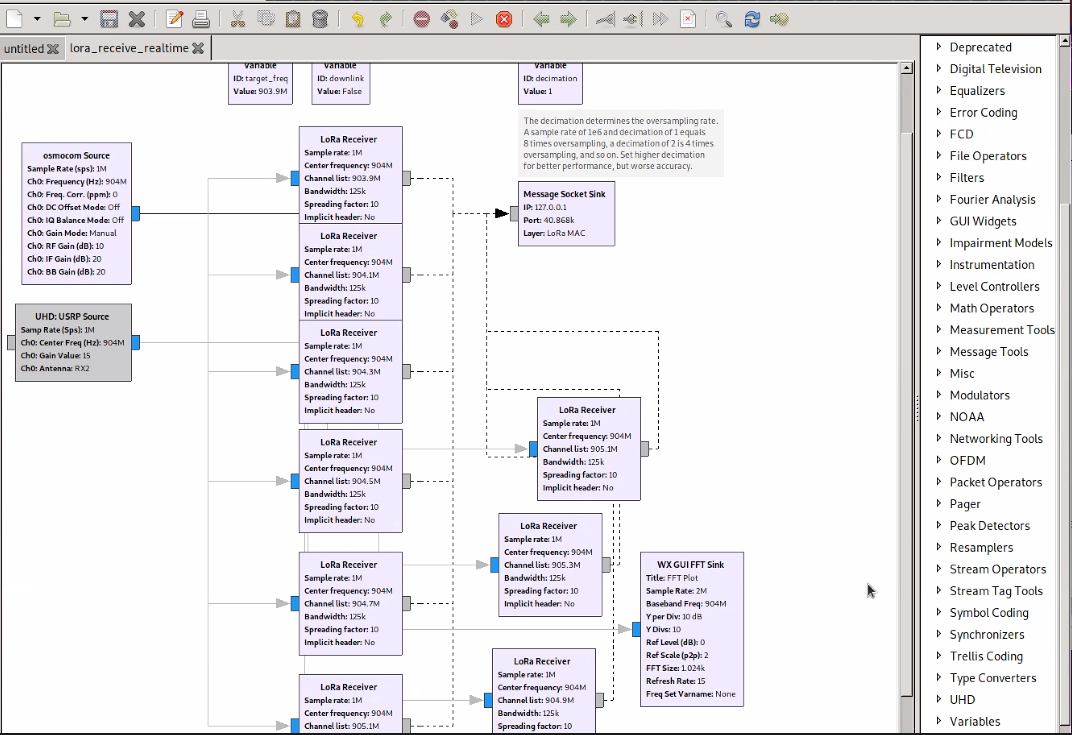 untitled
lora_receive_realtime
Variable
ID: target_freq
Value: 903.9M
Variable
ID: downlink
Value: False
Variable
ID: decimation
Value: 1
The decimation determines the oversampling rate.
A sample rate of 1e6 and decimation of 1 equals
8 times oversampling, a decimation of 2 is 4 times
oversampling, and so on. Set higher decimation
for better performance, but worse accuracy.
osmocom Source
Sample Rate (sps): 1M
Ch0: Frequency (Hz): 904M
Ch0: Freq. Corr. (ppm): 0
Ch0: DC Offset Mode: Off
Ch0: IQ Balance Mode: Off
Ch0: Gain Mode: Manual
Ch0: RF Gain (dB): 10
Ch0: IF Gain (dB): 20
Ch0: BB Gain (dB): 20
UHD: USRP Source
Samp Rate (Sps): 1M
Ch0: Center Freq (Hz): 904M
Ch0: Gain Value: 15
Ch0: Antenna: RX2
LoRa Receiver
Sample rate: 1M
Center frequency: 904M
Channel list: 903.9M
Bandwidth: 125k
Spreading factor: 10
Implicit header: No
LoRa Receiver
Sample rate: 1M
Center frequency: 904M
Channel list: 904.1M
Bandwidth: 125k
Spreading factor: 10
Implicit header: No
LoRa Receiver
Sample rate: 1M
Center frequency: 904M
Channel list: 904.3M
Bandwidth: 125k
Spreading factor: 10
Implicit header: No
LoRa Receiver
Sample rate: 1M
Center frequency: 904M
Channel list: 904.5M
Bandwidth: 125k
Spreading factor: 10
Implicit header: No
LoRa Receiver
Sample rate: 1M
Center frequency: 904M
Channel list: 904.7M
Bandwidth: 125k
Spreading factor: 10
Implicit header: No
LoRa Receiver
Sample rate: 1M
Center frequency: 904M
Channel list: 905.1M
Message Socket Sink
IP: 127.0.0.1
Port: 40.868k
Layer: LoRa MAC
LoRa Receiver
Sample rate: 1M
Center frequency: 904M
Channel list: 905.1M
Bandwidth: 125k
Spreading factor: 10
Implicit header: No
LoRa Receiver
Sample rate: 1M
Center frequency: 904M
Channel list: 905.3M
Bandwidth: 125k
Spreading factor: 10
Implicit header: No
LoRa Receiver
Sample rate: 1M
Center frequency: 904M
Channel list: 904.9M
Bandwidth: 125k
Spreading factor: 10
WX GUI FFT Sink
Title: FFT Plot
Sample Rate: 2M
Baseband Freq: 904M
Y per Div: 10 dB
Y Divs: 10
Ref Level (dB): 0
Ref Scale (p2p): 2
FFT Size: 1.024k
Refresh Rate: 15
Freq Set Varname: None
Deprecated
Digital Television
Equalizers
Error Coding
FCD
File Operators
Filters
Fourier Analysis
GUI Widgets
Impairment Models
Instrumentation
Level Controllers
Math Operators
Measurement Tools
Message Tools
Misc
Modulators
NOAA
Networking Tools
OFDM
Packet Operators
Pager
Peak Detectors
Resamplers
Stream Operators
Stream Tag Tools
Symbol Coding
Synchronizers
Trellis Coding
Type Converters
UHD
Variables